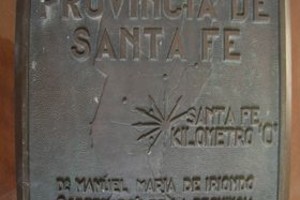 PROVINCIA DE
SANTA FE
SANTA FE
KILOMETRO "0"
DR. MANUEL MARIA DE IRIONDO